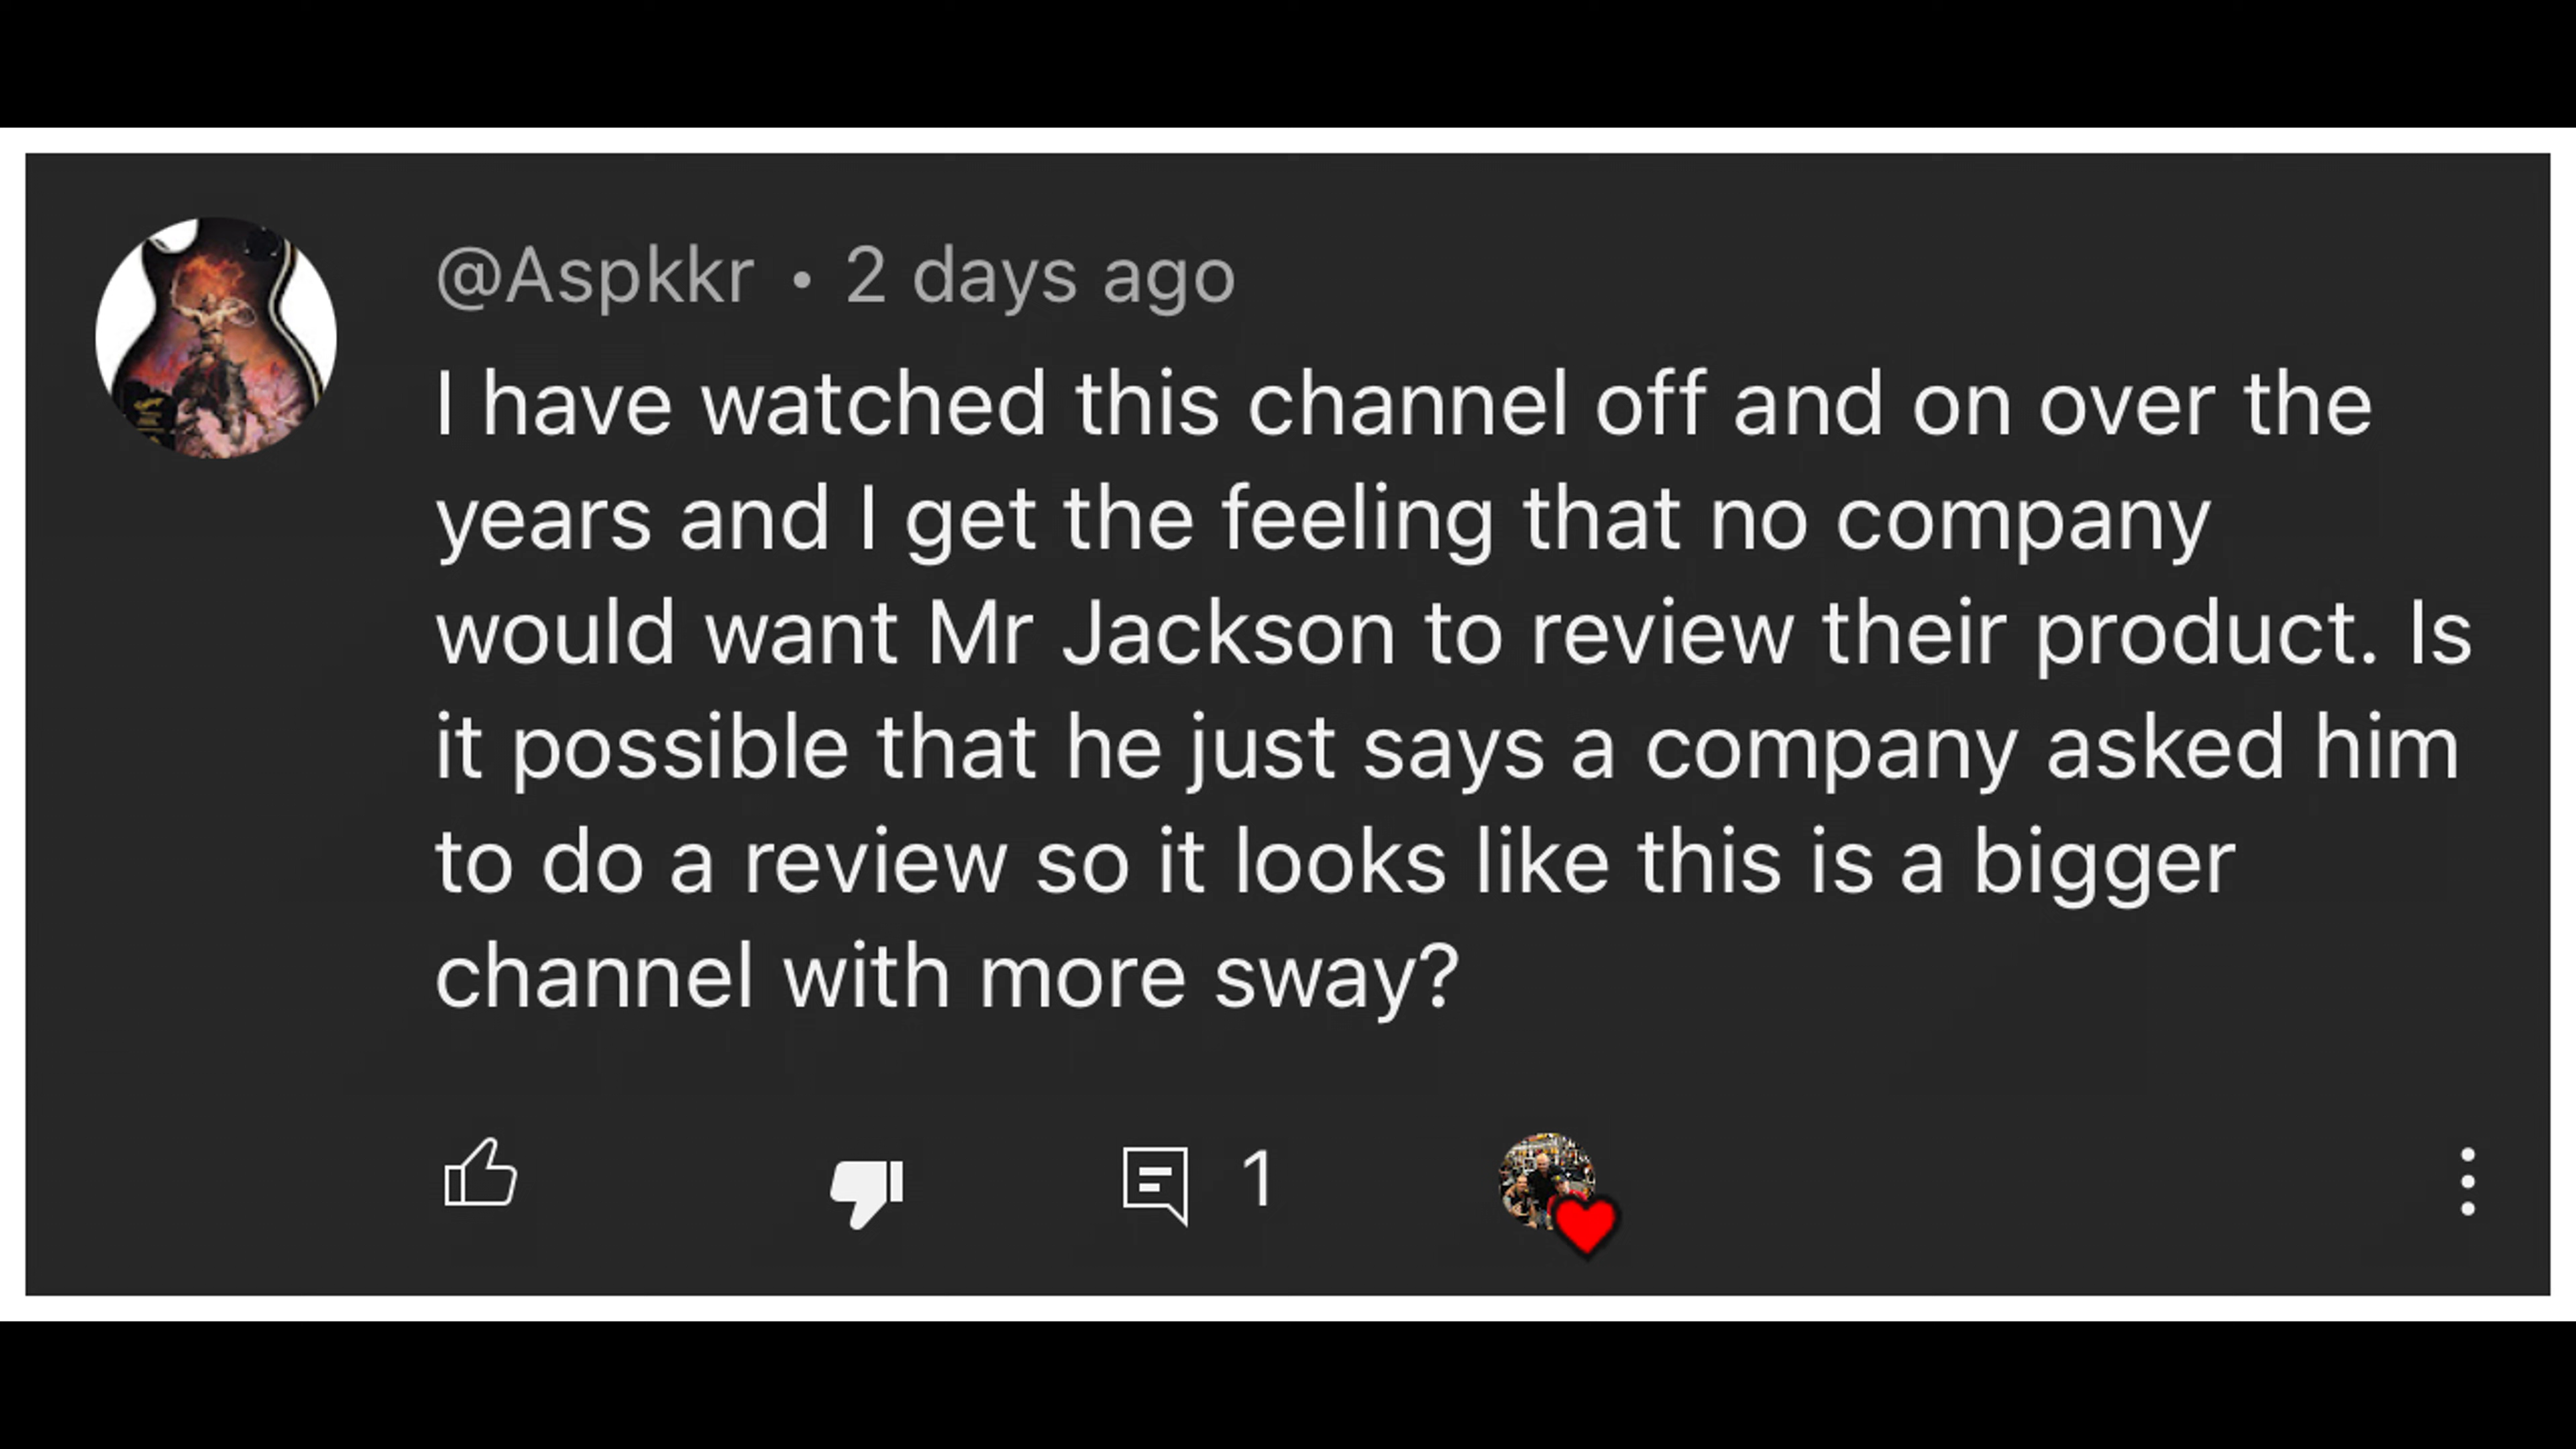 @Aspkkr • 2 days ago
I have watched this channel off and on over the
years and I get the feeling that no company
would want Mr Jackson to review their product. Is
it possible that he just says a company asked him
to do a review so it looks like this is a bigger
channel with more sway?
1